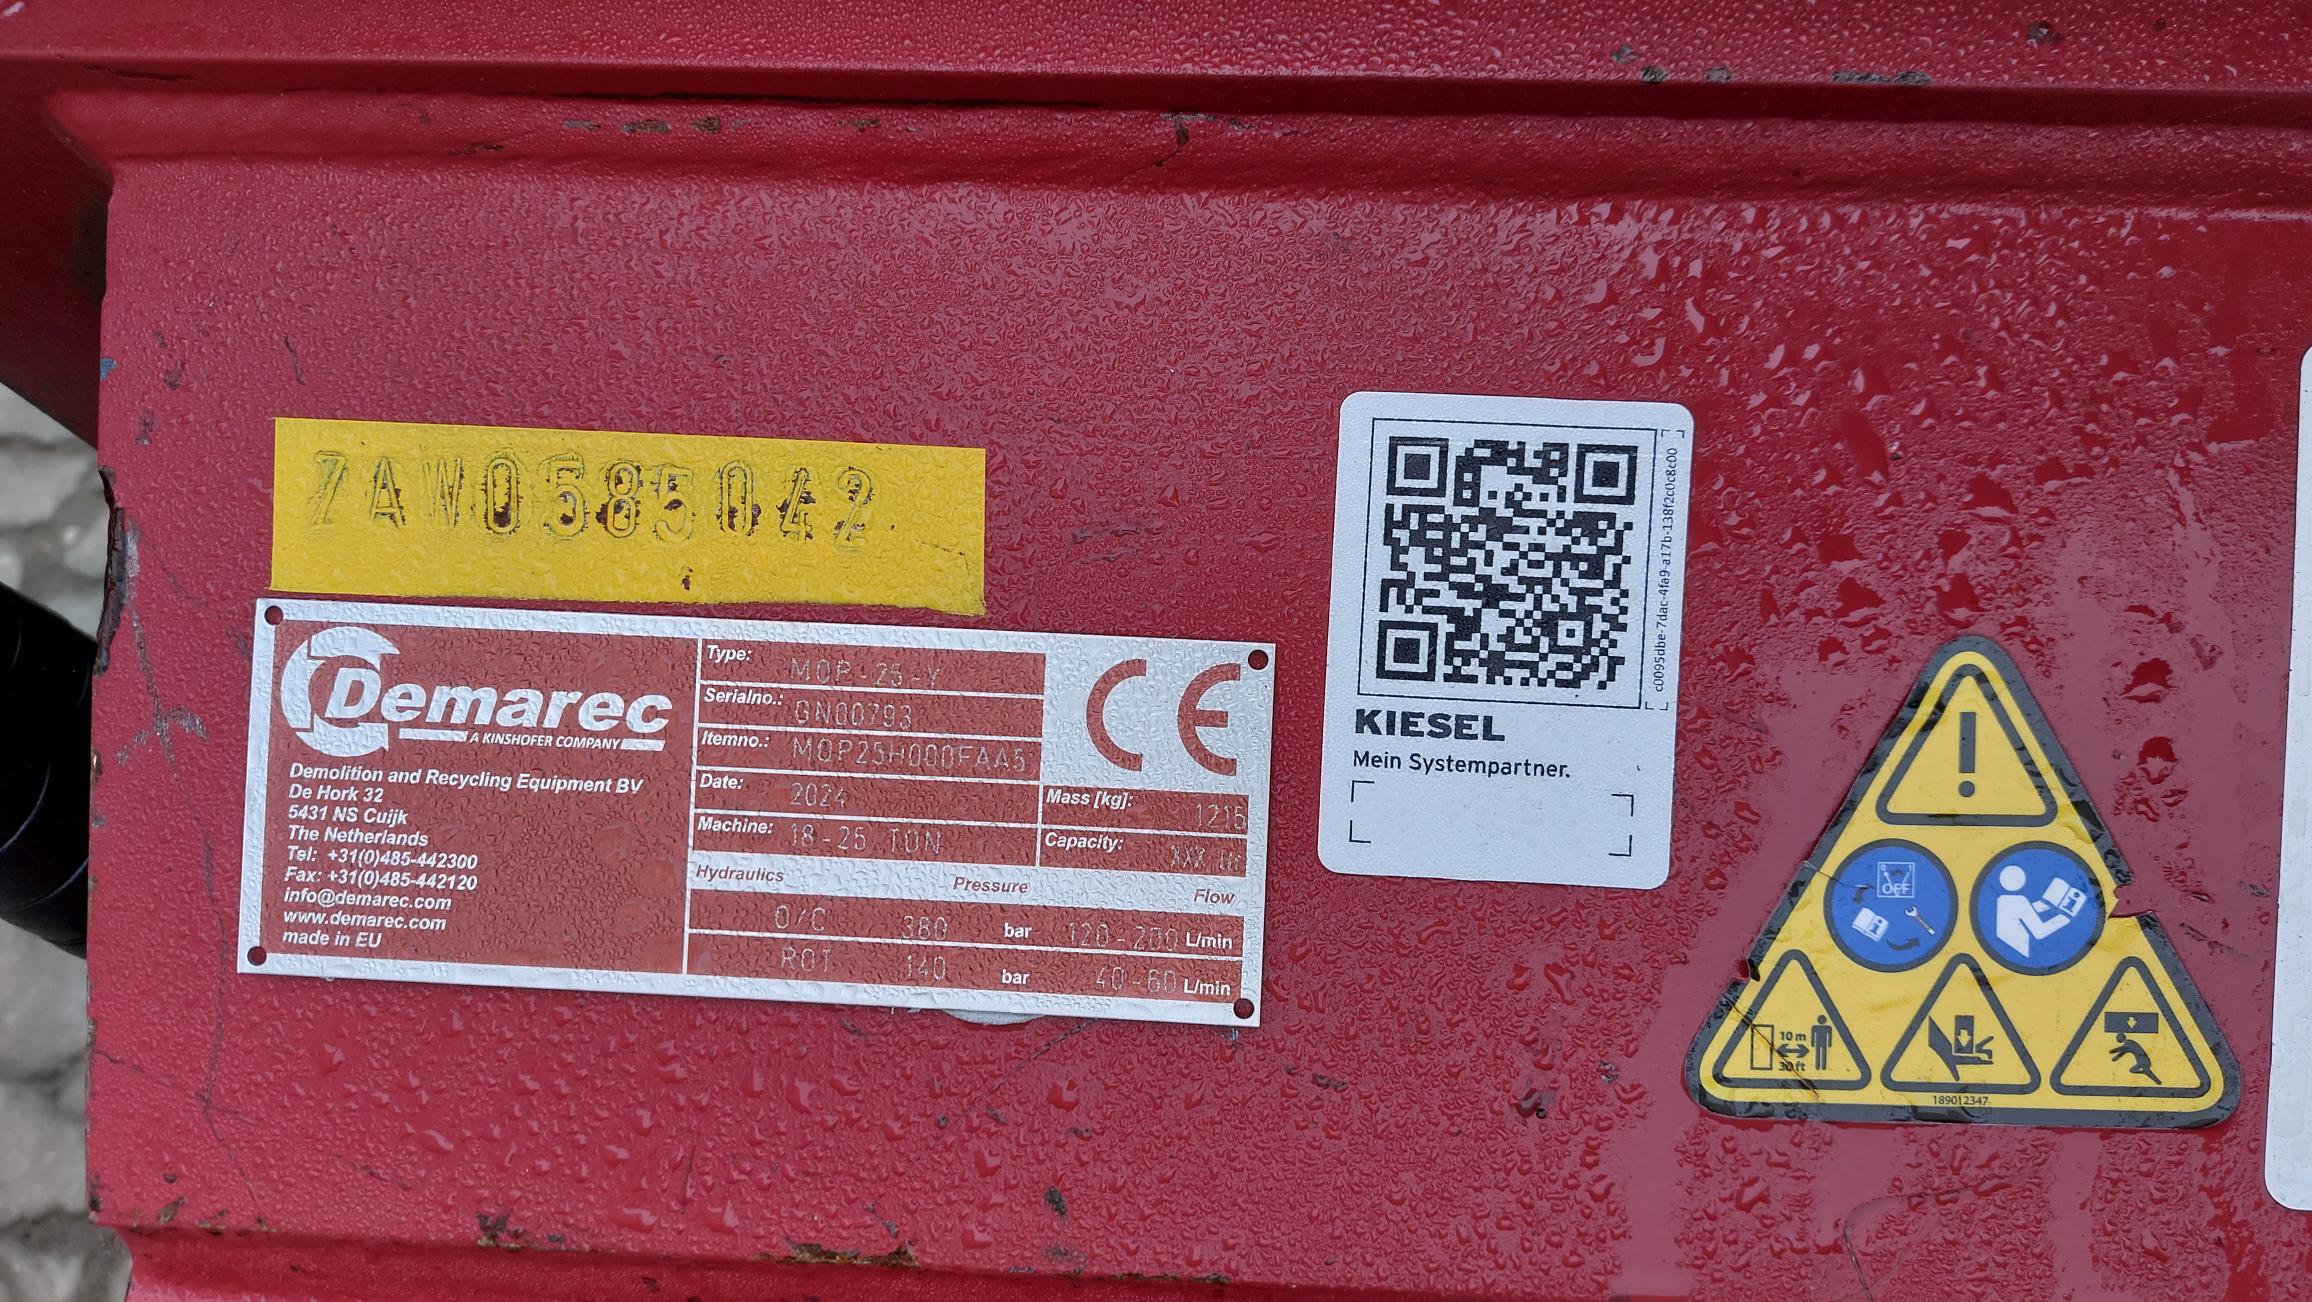 ZAW0585042
Demarec
A KINSHOFER COMPANY
Demolition and Recycling Equipment BV
De Hork 32
5431 NS Cuijk
The Netherlands
Tel: +31(0)485-442300
Fax: +31(0)485-442120
info@demarec.com
www.demarec.com
made in EU
Type: MQP-25-Y
Serialno.: GN00793
Itemno.: MQP25H000FAA5
Date: 2024
Machine: 18-25 TON
CE
Mass [kg]: 1215
Capacity: XXX ltr
Hydraulics Pressure Flow
O/C 380 bar 120-200 L/min
ROT 140 bar 40-60 L/min
c0095dbe-7dac-4fa9-a17b-138f2c0c8c00
KIESEL
Mein Systempartner.
!
OFF
10 m
30 ft
189012347